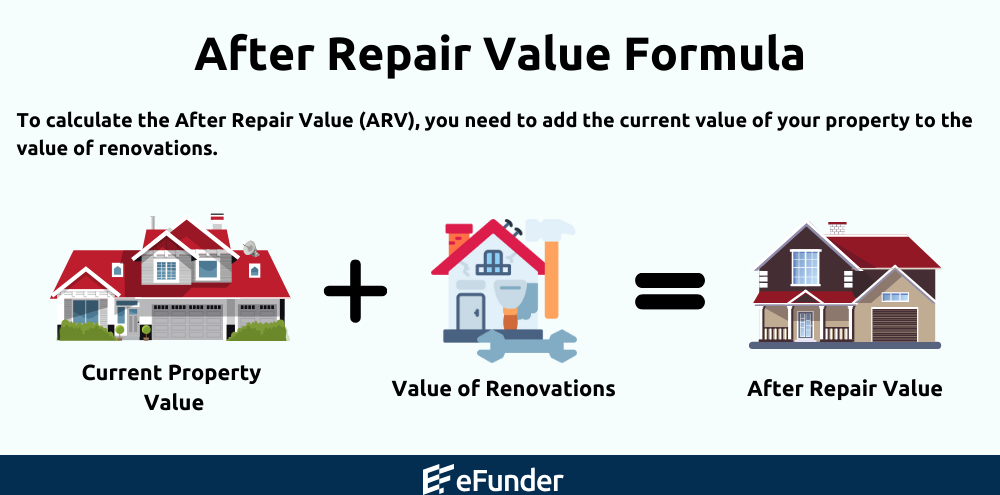 After Repair Value Formula
To calculate the After Repair Value (ARV), you need to add the current value of your property to the
value of renovations.
Current Property
Value
Value of Renovations
After Repair Value
eFunder